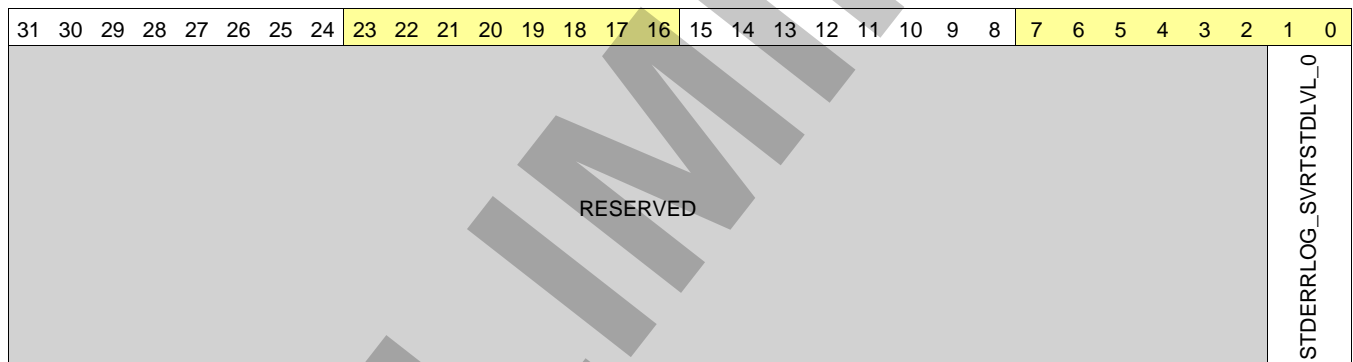 31 30 29 28 27 26 25 24 23 22 21 20 19 18 17 16 15 14 13 12 11 10 9 8 7 6 5 4 3 2 1 0
RESERVED
STDERRLOG_SVRTSTDLVL_0